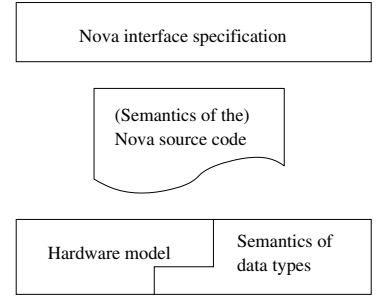 Nova interface specification
(Semantics of the)
Nova source code
Hardware model
Semantics of
data types